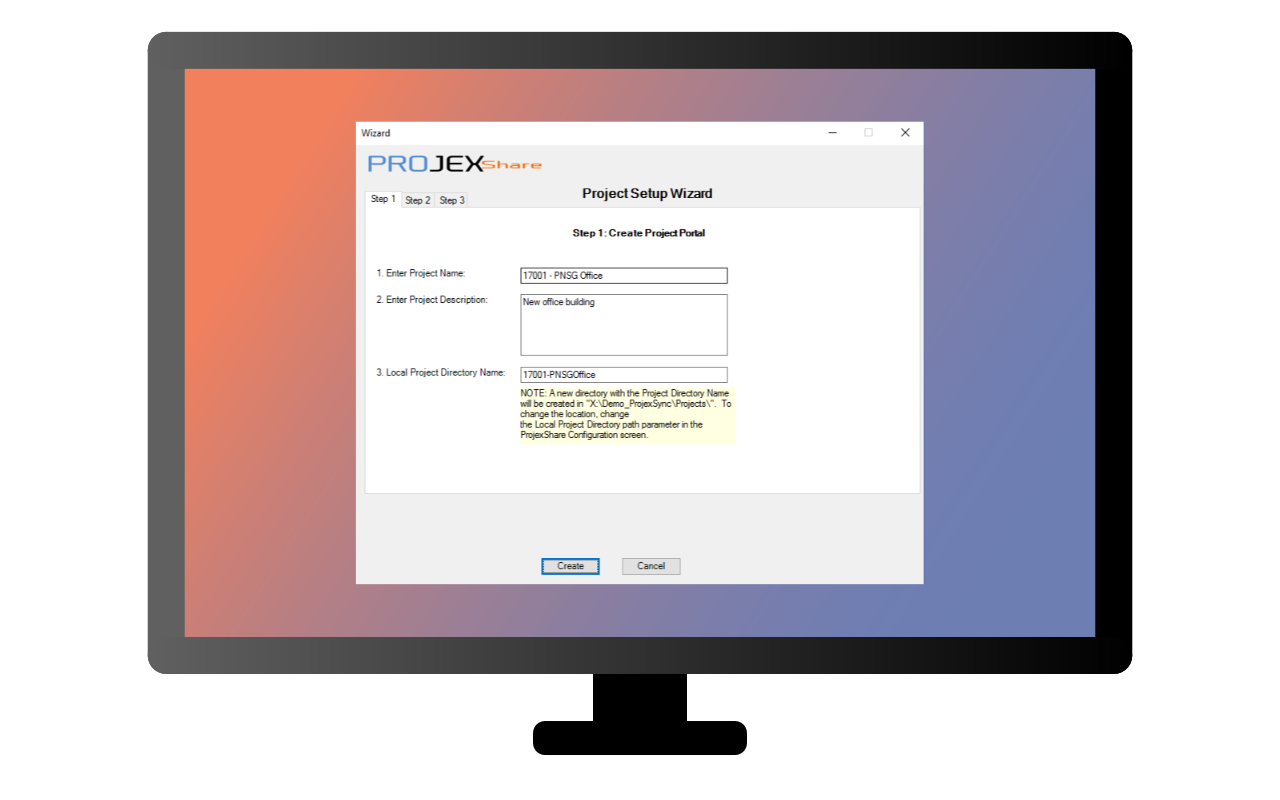 Wizard
PROJEXShare
Project Setup Wizard
Step 1 Step 2 Step 3
Step 1: Create Project Portal
1. Enter Project Name:
17001 - PNSG Office
2. Enter Project Description:
New office building
3. Local Project Directory Name:
17001-PNSGOffice
NOTE: A new directory with the Project Directory Name
will be created in "X:\Demo_ProjexSync\Projects\". To
change the location, change
the Local Project Directory path parameter in the
ProjexShare Configuration screen.
Create Cancel